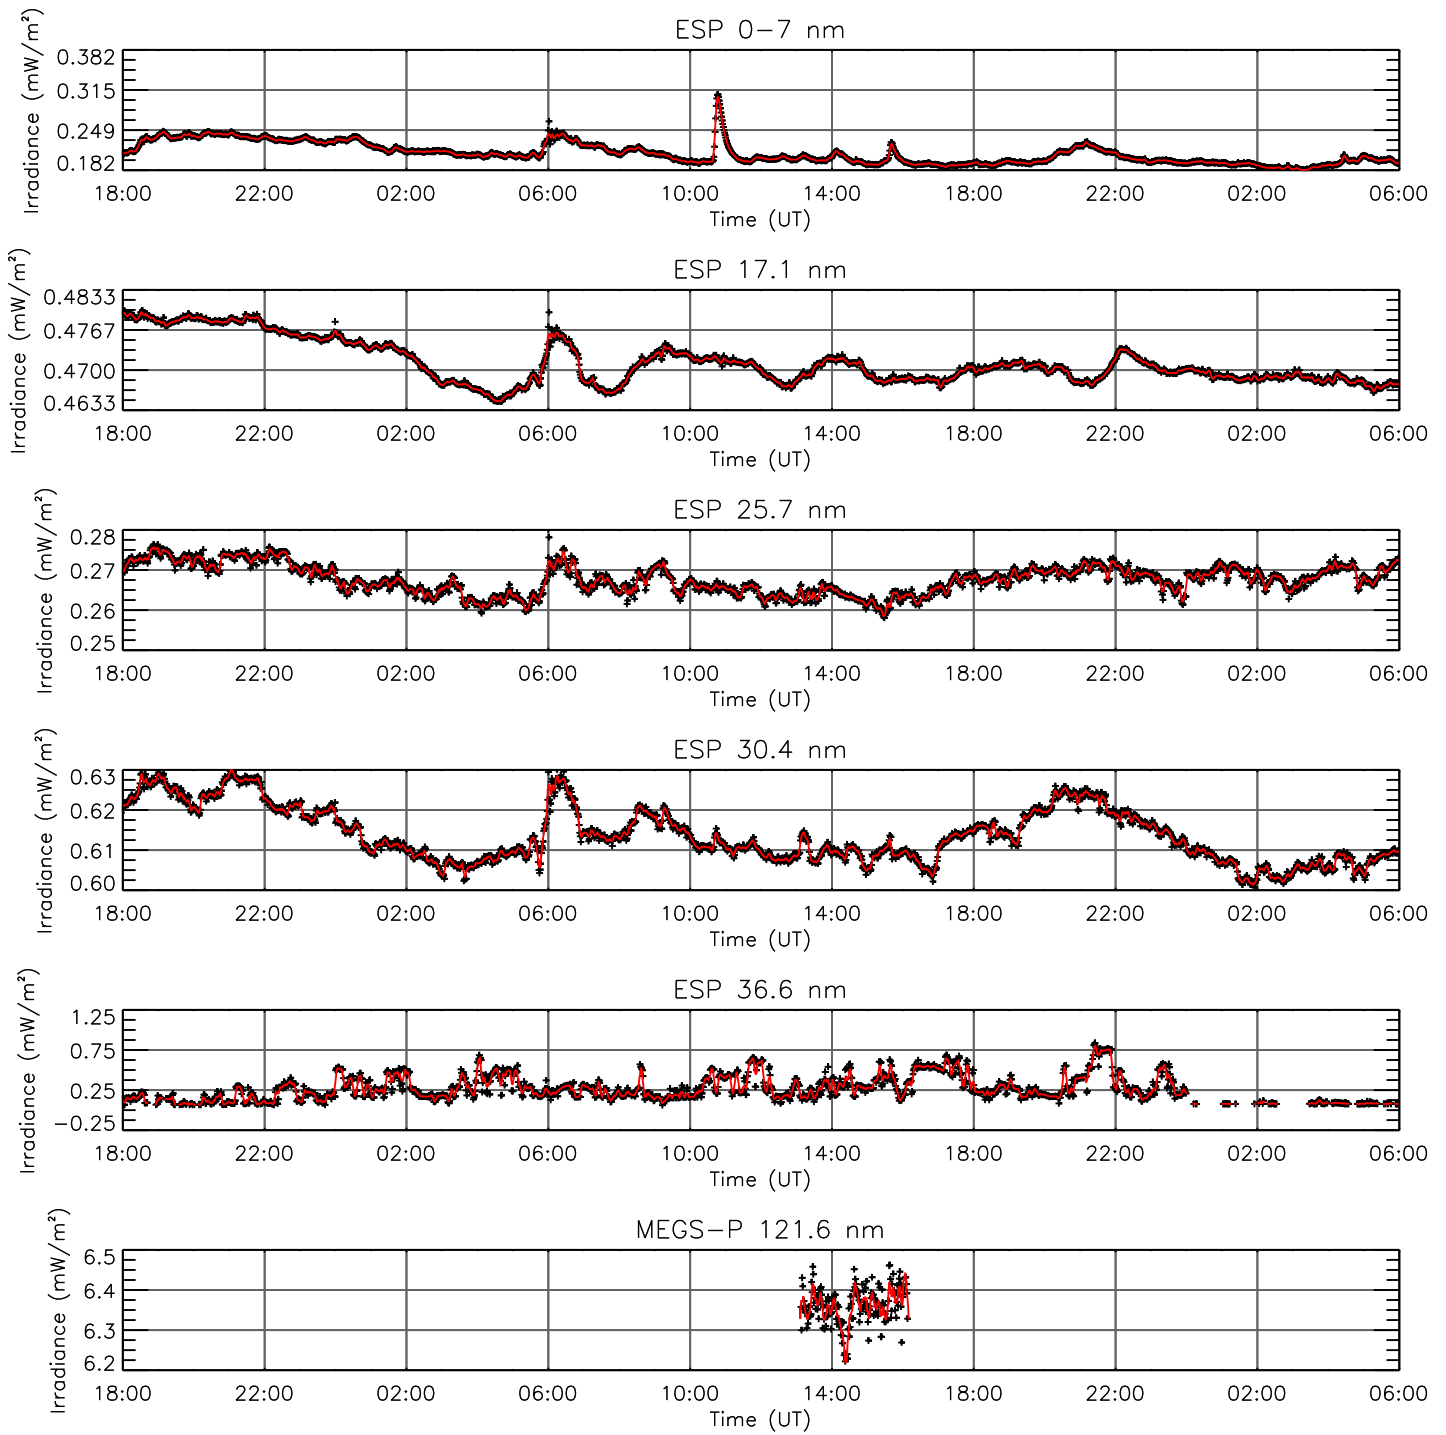 ESP 0−7 nm
Irradiance (mW/m²)
0.382
0.315
0.249
0.182
18:00 22:00 02:00 06:00 10:00 14:00 18:00 22:00 02:00 06:00
Time (UT)
ESP 17.1 nm
Irradiance (mW/m²)
0.4833
0.4767
0.4700
0.4633
18:00 22:00 02:00 06:00 10:00 14:00 18:00 22:00 02:00 06:00
Time (UT)
ESP 25.7 nm
Irradiance (mW/m²)
0.28
0.27
0.26
0.25
18:00 22:00 02:00 06:00 10:00 14:00 18:00 22:00 02:00 06:00
Time (UT)
ESP 30.4 nm
Irradiance (mW/m²)
0.63
0.62
0.61
0.60
18:00 22:00 02:00 06:00 10:00 14:00 18:00 22:00 02:00 06:00
Time (UT)
ESP 36.6 nm
Irradiance (mW/m²)
1.25
0.75
0.25
−0.25
18:00 22:00 02:00 06:00 10:00 14:00 18:00 22:00 02:00 06:00
Time (UT)
MEGS−P 121.6 nm
Irradiance (mW/m²)
6.5
6.4
6.3
6.2
18:00 22:00 02:00 06:00 10:00 14:00 18:00 22:00 02:00 06:00
Time (UT)